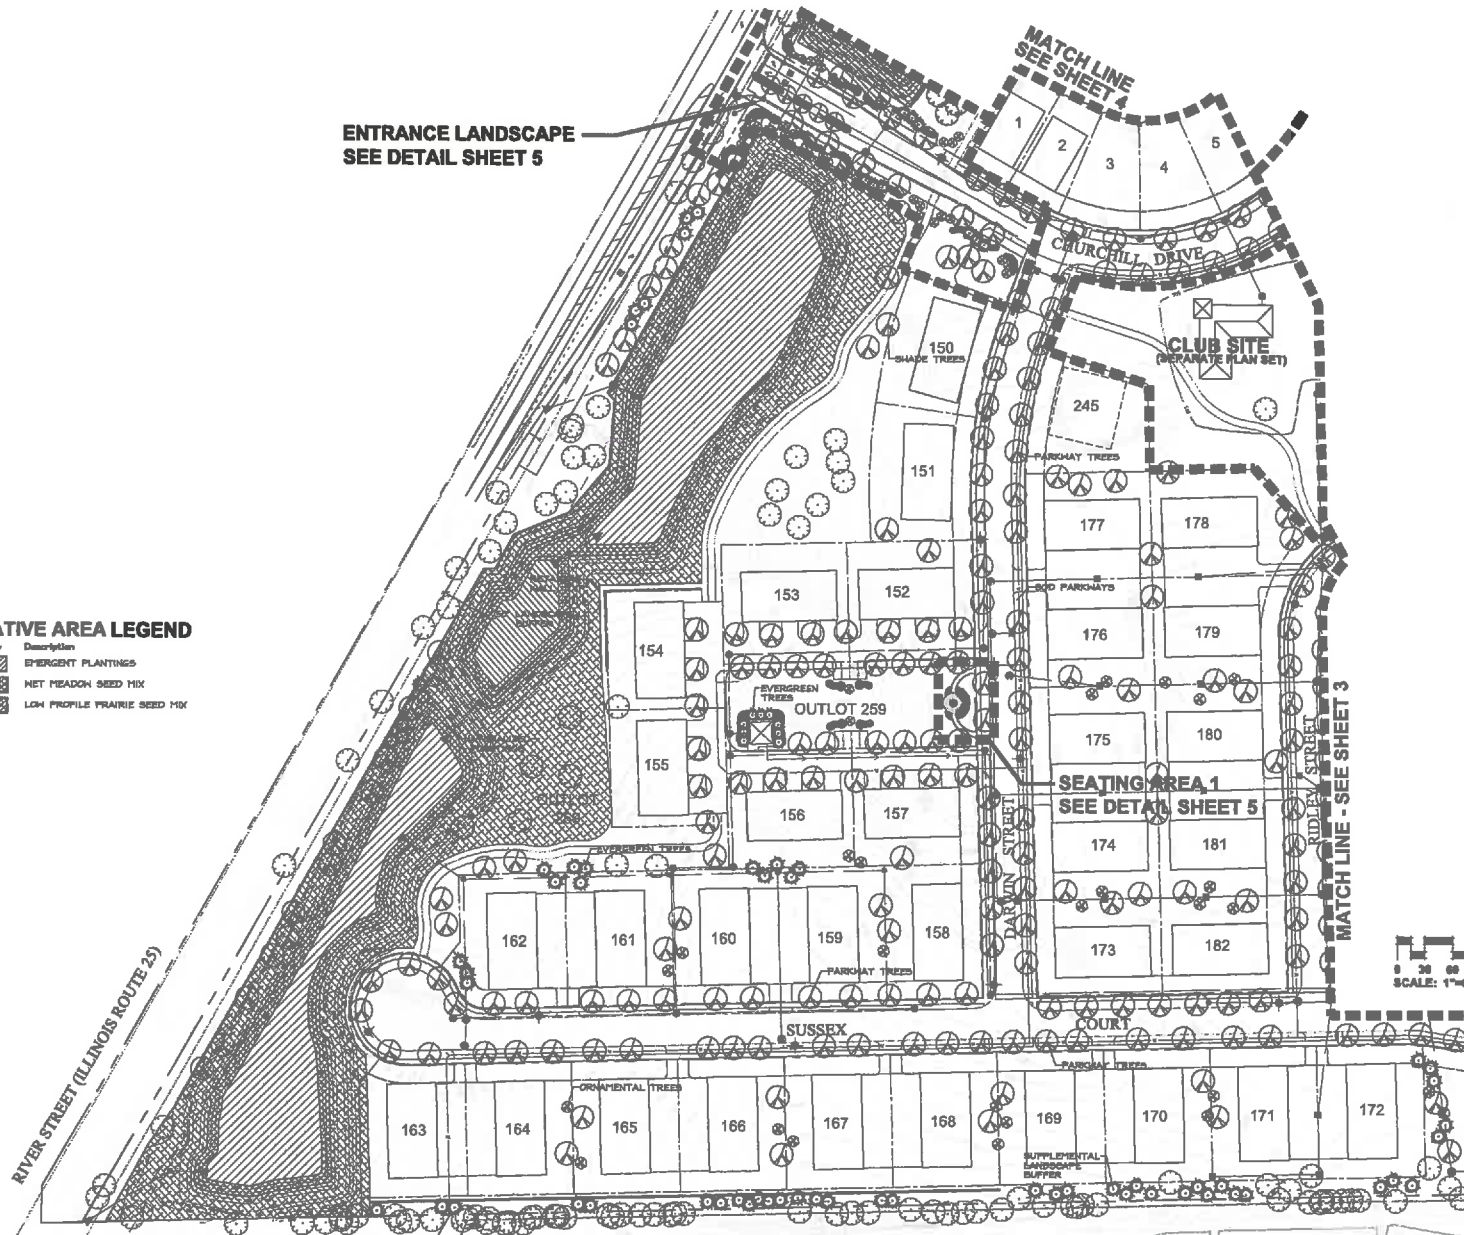 MATCH LINE
SEE SHEET 4
ENTRANCE LANDSCAPE
SEE DETAIL SHEET 5
1
2
3
4
5
CHURCHILL DRIVE
CLUB SITE
(SEPARATE PLAN SET)
150
SHADE TREES
245
PARKWAY TREES
151
177
178
153
152
SOD PARKWAYS
176
179
154
ATIVE AREA LEGEND
Description
EMERGENT PLANTINGS
WET MEADOW SEED MIX
LOW PROFILE PRAIRIE SEED MIX
EVERGREEN
TREES
OUTLOT 259
155
175
180
RIDLEY STREET
MATCH LINE - SEE SHEET 3
SEATING AREA 1
SEE DETAIL SHEET 5
156
157
DARWIN STREET
174
181
EVERGREEN TREES
162
161
160
159
158
173
182
PARKWAY TREES
0 30 60
SCALE: 1"=
SUSSEX COURT
PARKWAY TREES
RIVER STREET (ILLINOIS ROUTE 25)
ORNAMENTAL TREES
163
164
165
166
167
168
169
170
171
172
SUPPLEMENTAL
LANDSCAPE
BUFFER